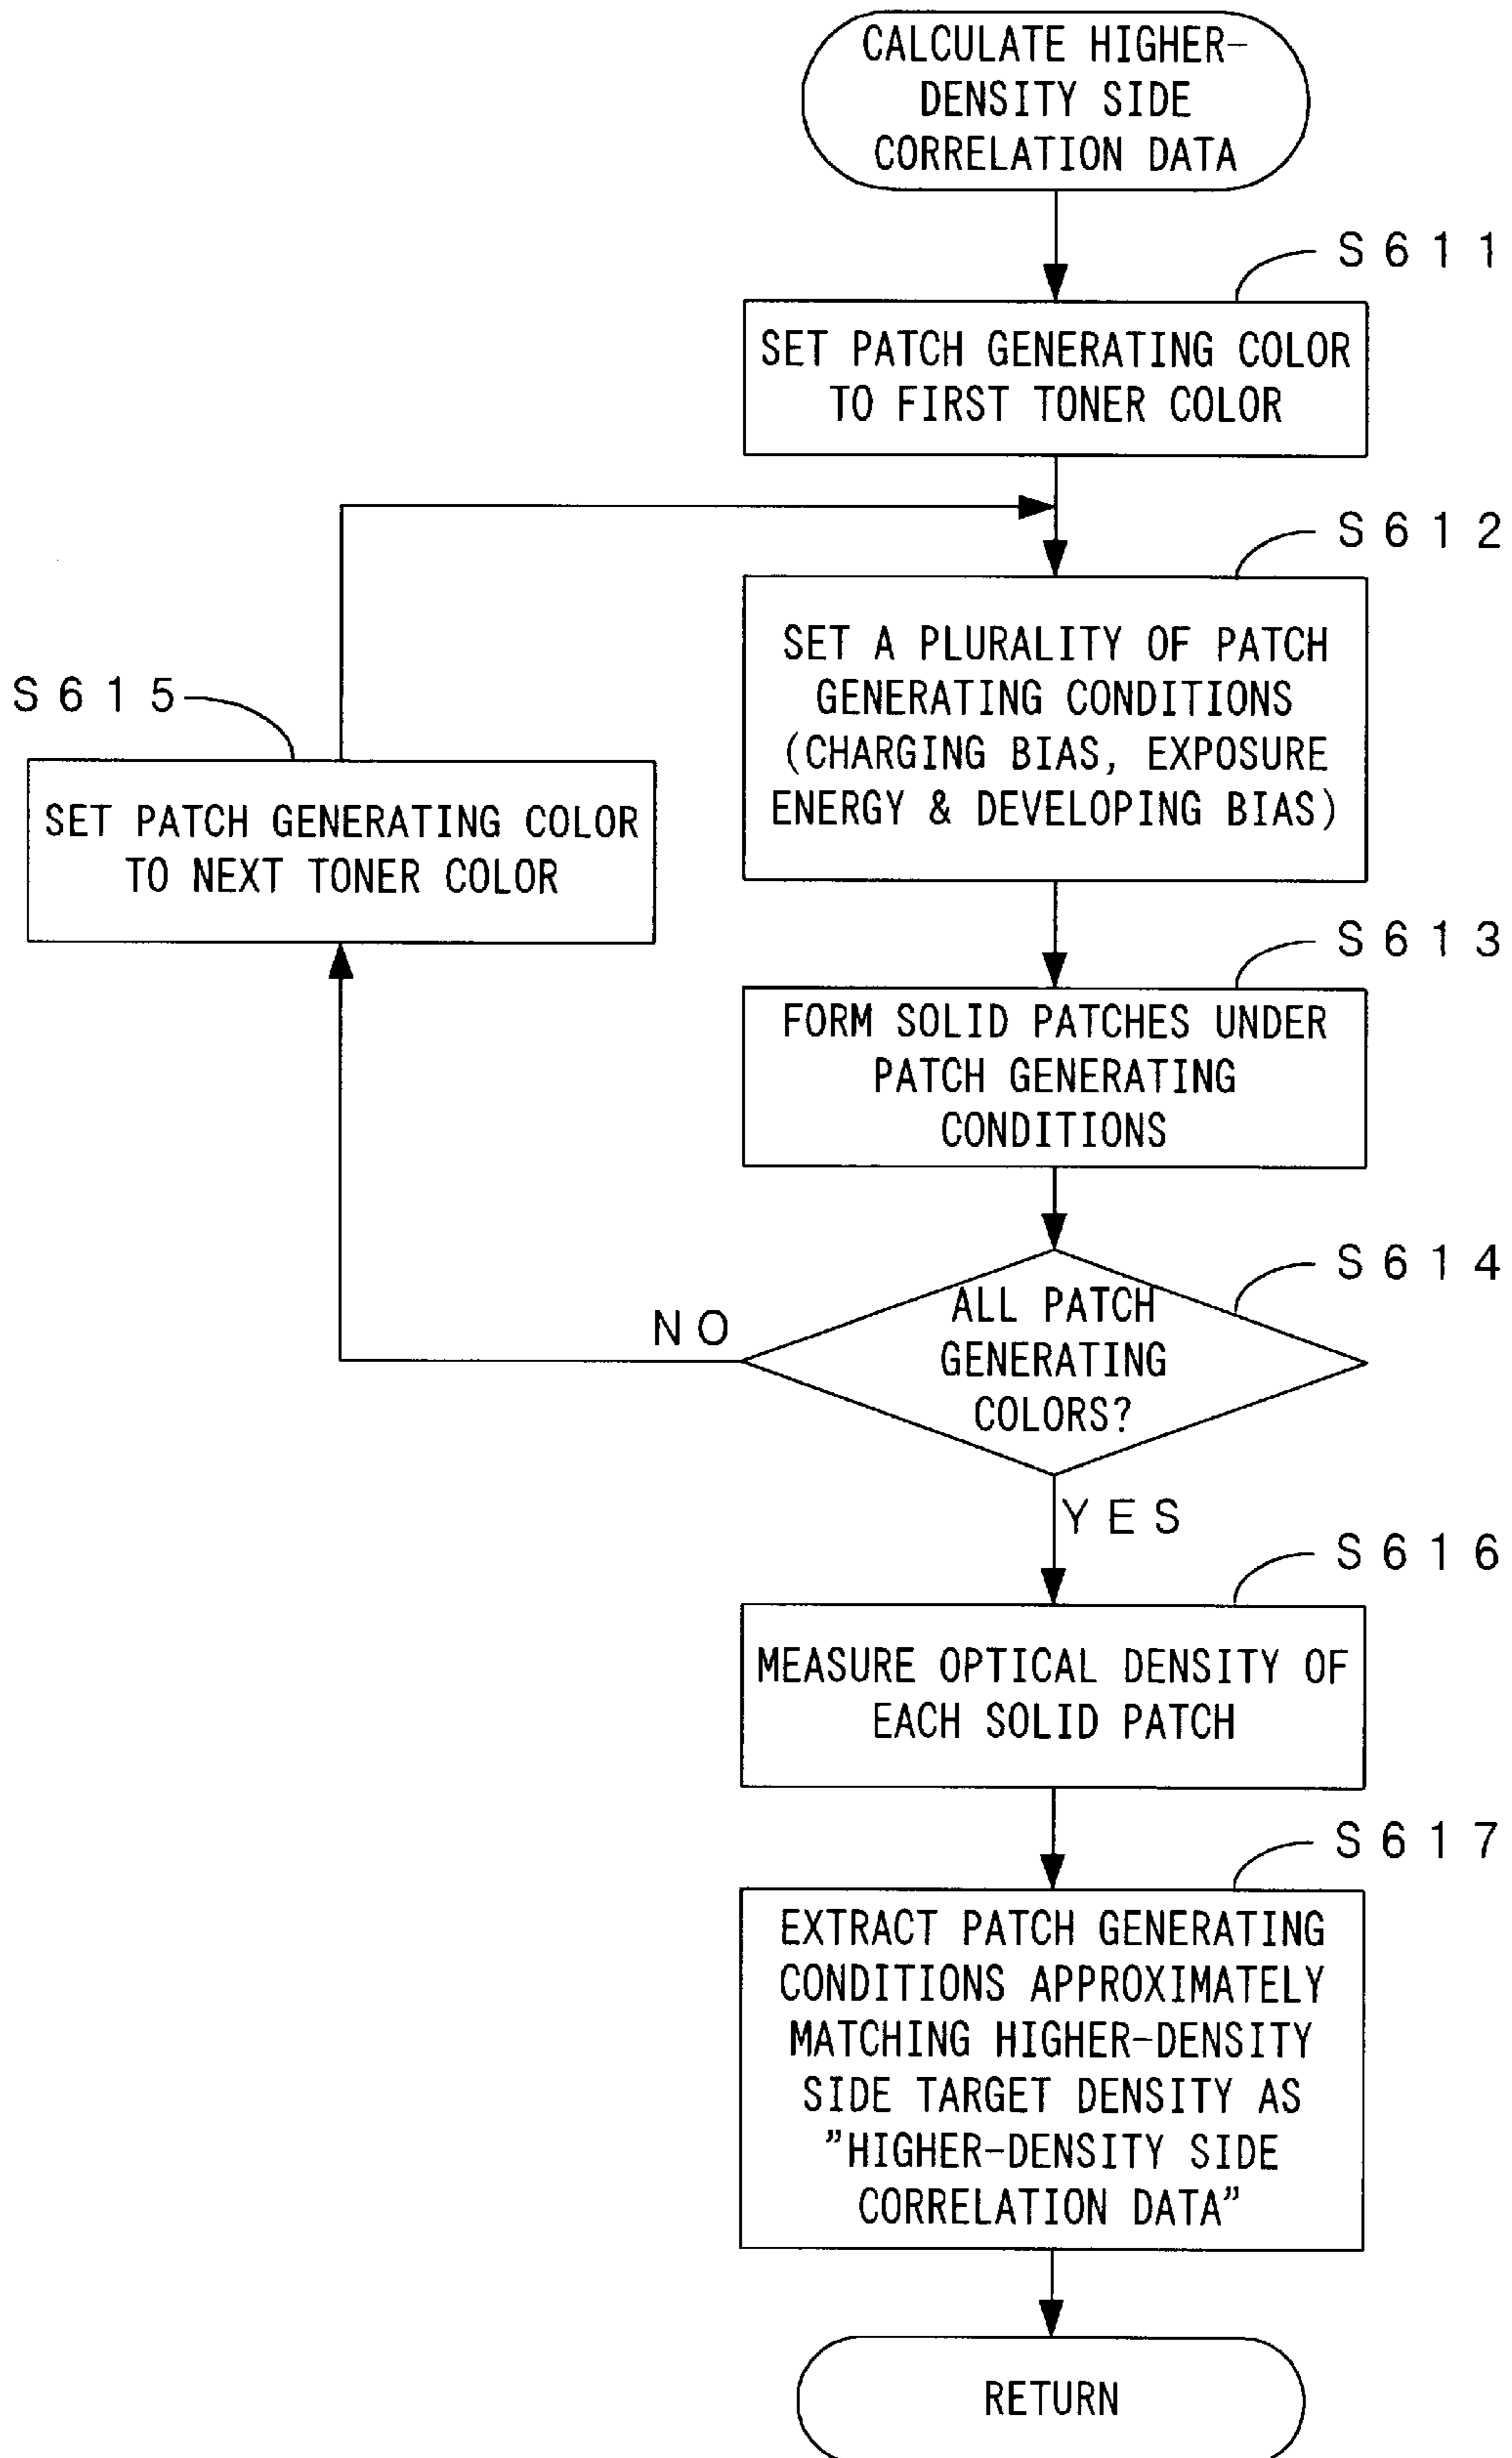 CALCULATE HIGHER-
DENSITY SIDE
CORRELATION DATA
S611
SET PATCH GENERATING COLOR
TO FIRST TONER COLOR
S612
SET A PLURALITY OF PATCH
GENERATING CONDITIONS
(CHARGING BIAS, EXPOSURE
ENERGY & DEVELOPING BIAS)
S615
SET PATCH GENERATING COLOR
TO NEXT TONER COLOR
S613
FORM SOLID PATCHES UNDER
PATCH GENERATING
CONDITIONS
S614
ALL PATCH
GENERATING
COLORS?
NO
YES
S616
MEASURE OPTICAL DENSITY OF
EACH SOLID PATCH
S617
EXTRACT PATCH GENERATING
CONDITIONS APPROXIMATELY
MATCHING HIGHER-DENSITY
SIDE TARGET DENSITY AS
”HIGHER-DENSITY SIDE
CORRELATION DATA”
RETURN